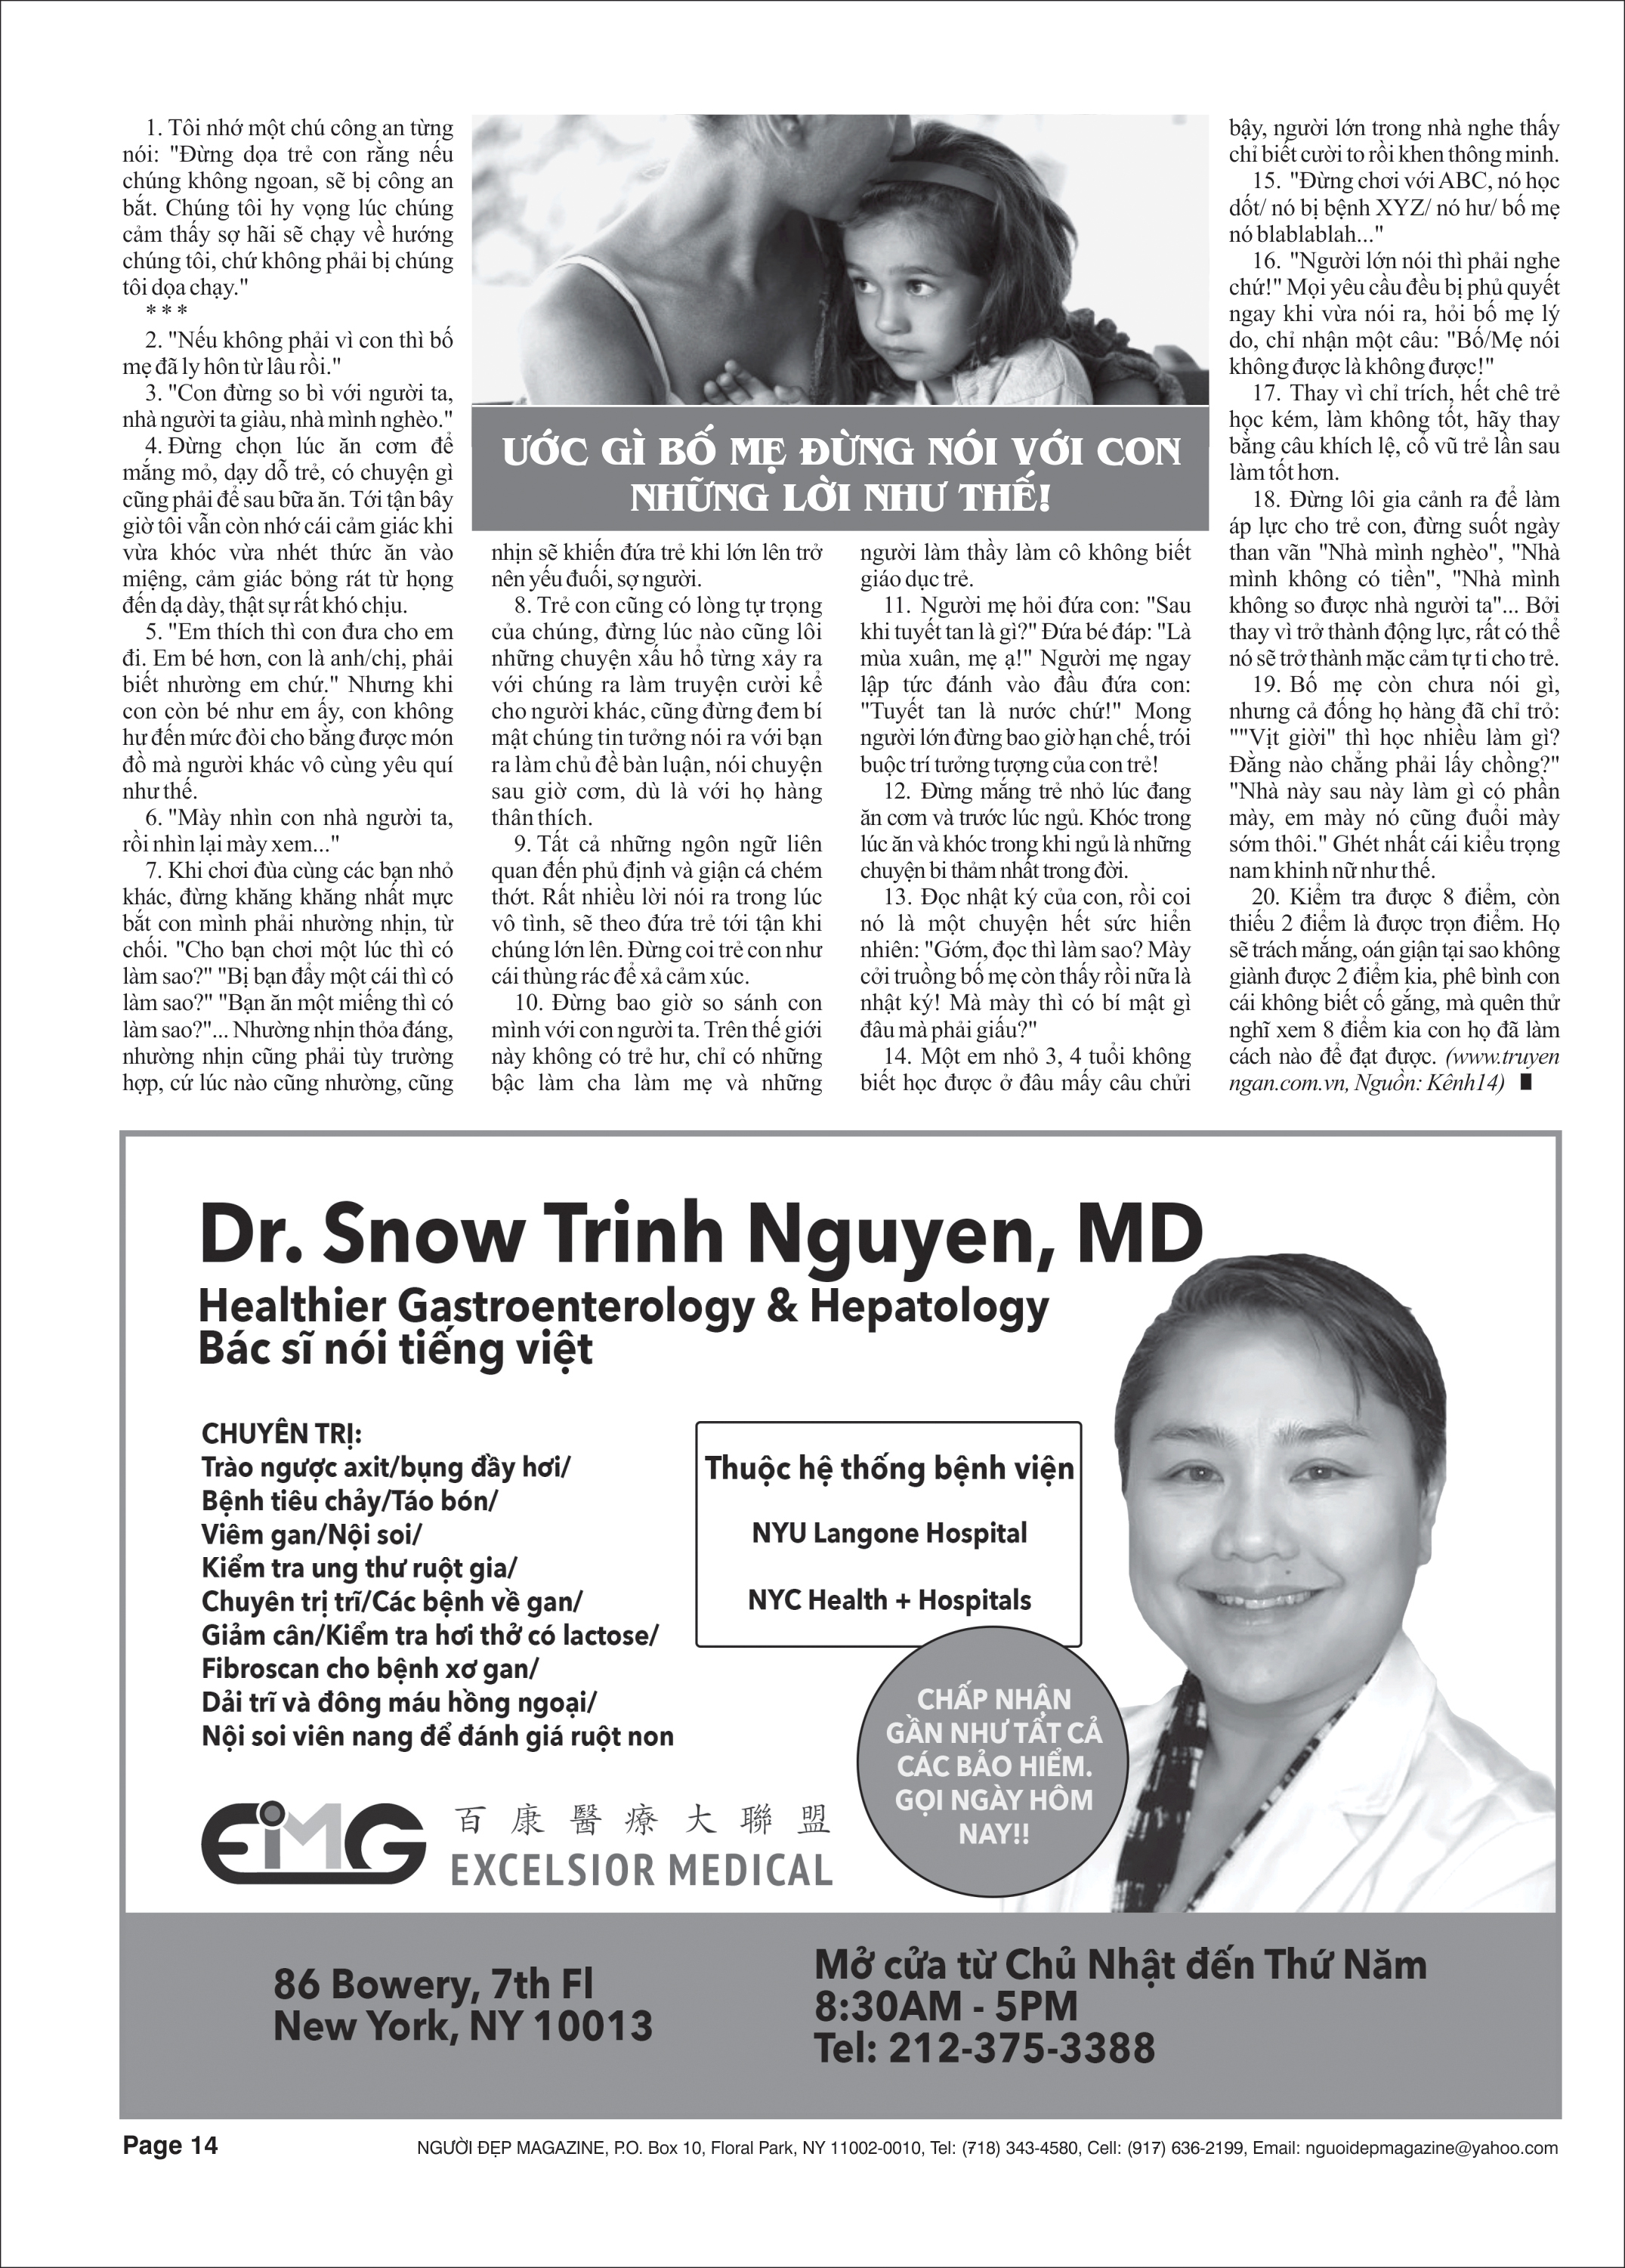 1. Tôi nhớ một chú công an từng
nói: "Đừng dọa trẻ con rằng nếu
chúng không ngoan, sẽ bị công an
bắt. Chúng tôi hy vọng lúc chúng
cảm thấy sợ hãi sẽ chạy về hướng
chúng tôi, chứ không phải bị chúng
tôi dọa chạy."
* * *
2. "Nếu không phải vì con thì bố
mẹ đã ly hôn từ lâu rồi."
3. "Con đừng so bì với người ta,
nhà người ta giàu, nhà mình nghèo."
4. Đừng chọn lúc ăn cơm để
mắng mỏ, dạy dỗ trẻ, có chuyện gì
cũng phải để sau bữa ăn. Tới tận bây
giờ tôi vẫn còn nhớ cái cảm giác khi
vừa khóc vừa nhét thức ăn vào
miệng, cảm giác bỏng rát từ họng
đến dạ dày, thật sự rất khó chịu.
5. "Em thích thì con đưa cho em
đi. Em bé hơn, con là anh/chị, phải
biết nhường em chứ." Nhưng khi
con còn bé như em ấy, con không
hư đến mức đòi cho bằng được món
đồ mà người khác vô cùng yêu quí
như thế.
6. "Mày nhìn con nhà người ta,
rồi nhìn lại mày xem..."
7. Khi chơi đùa cùng các bạn nhỏ
khác, đừng khăng khăng nhất mực
bắt con mình phải nhường nhịn, từ
chối. "Cho bạn chơi một lúc thì có
làm sao?" "Bị bạn đẩy một cái thì có
làm sao?" "Bạn ăn một miếng thì có
làm sao?"... Nhường nhịn thỏa đáng,
nhường nhịn cũng phải tùy trường
hợp, cứ lúc nào cũng nhường, cũng
ƯỚC GÌ BỐ MẸ ĐỪNG NÓI VỚI CON
NHỮNG LỜI NHƯ THẾ!
nhịn sẽ khiến đứa trẻ khi lớn lên trở
nên yếu đuối, sợ người.
8. Trẻ con cũng có lòng tự trọng
của chúng, đừng lúc nào cũng lôi
những chuyện xấu hổ từng xảy ra
với chúng ra làm truyện cười kể
cho người khác, cũng đừng đem bí
mật chúng tin tưởng nói ra với bạn
ra làm chủ đề bàn luận, nói chuyện
sau giờ cơm, dù là với họ hàng
thân thích.
9. Tất cả những ngôn ngữ liên
quan đến phủ định và giận cá chém
thớt. Rất nhiều lời nói ra trong lúc
vô tình, sẽ theo đứa trẻ tới tận khi
chúng lớn lên. Đừng coi trẻ con như
cái thùng rác để xả cảm xúc.
10. Đừng bao giờ so sánh con
mình với con người ta. Trên thế giới
này không có trẻ hư, chỉ có những
bậc làm cha làm mẹ và những
người làm thầy làm cô không biết
giáo dục trẻ.
11. Người mẹ hỏi đứa con: "Sau
khi tuyết tan là gì?" Đứa bé đáp: "Là
mùa xuân, mẹ ạ!" Người mẹ ngay
lập tức đánh vào đầu đứa con:
"Tuyết tan là nước chứ!" Mong
người lớn đừng bao giờ hạn chế, trói
buộc trí tưởng tượng của con trẻ!
12. Đừng mắng trẻ nhỏ lúc đang
ăn cơm và trước lúc ngủ. Khóc trong
lúc ăn và khóc trong khi ngủ là những
chuyện bi thảm nhất trong đời.
13. Đọc nhật ký của con, rồi coi
nó là một chuyện hết sức hiển
nhiên: "Gớm, đọc thì làm sao? Mày
cởi truồng bố mẹ còn thấy rồi nữa là
nhật ký! Mà mày thì có bí mật gì
đâu mà phải giấu?"
14. Một em nhỏ 3, 4 tuổi không
biết học được ở đâu mấy câu chửi
bậy, người lớn trong nhà nghe thấy
chỉ biết cười to rồi khen thông minh.
15. "Đừng chơi với ABC, nó học
dốt/ nó bị bệnh XYZ/ nó hư/ bố mẹ
nó blablablah..."
16. "Người lớn nói thì phải nghe
chứ!" Mọi yêu cầu đều bị phủ quyết
ngay khi vừa nói ra, hỏi bố mẹ lý
do, chỉ nhận một câu: "Bố/Mẹ nói
không được là không được!"
17. Thay vì chỉ trích, hết chê trẻ
học kém, làm không tốt, hãy thay
bằng câu khích lệ, cổ vũ trẻ lần sau
làm tốt hơn.
18. Đừng lôi gia cảnh ra để làm
áp lực cho trẻ con, đừng suốt ngày
than vãn "Nhà mình nghèo", "Nhà
mình không có tiền", "Nhà mình
không so được nhà người ta"... Bởi
thay vì trở thành động lực, rất có thể
nó sẽ trở thành mặc cảm tự ti cho trẻ.
19. Bố mẹ còn chưa nói gì,
nhưng cả đống họ hàng đã chỉ trỏ:
""Vịt giời" thì học nhiều làm gì?
Đằng nào chẳng phải lấy chồng?"
"Nhà này sau này làm gì có phần
mày, em mày nó cũng đuổi mày
sớm thôi." Ghét nhất cái kiểu trọng
nam khinh nữ như thế.
20. Kiểm tra được 8 điểm, còn
thiếu 2 điểm là được trọn điểm. Họ
sẽ trách mắng, oán giận tại sao không
giành được 2 điểm kia, phê bình con
cái không biết cố gắng, mà quên thử
nghĩ xem 8 điểm kia con họ đã làm
cách nào để đạt được. (www.truyen
ngan.com.vn, Nguồn: Kênh14)
Dr. Snow Trinh Nguyen, MD
Healthier Gastroenterology & Hepatology
Bác sĩ nói tiếng việt
CHUYÊN TRỊ:
Trào ngược axit/bụng đầy hơi/
Bệnh tiêu chảy/Táo bón/
Viêm gan/Nội soi/
Kiểm tra ung thư ruột gia/
Chuyên trị trĩ/Các bệnh về gan/
Giảm cân/Kiểm tra hơi thở có lactose/
Fibroscan cho bệnh xơ gan/
Dải trĩ và đông máu hồng ngoại/
Nội soi viên nang để đánh giá ruột non
Thuộc hệ thống bệnh viện
NYU Langone Hospital
NYC Health + Hospitals
CHẤP NHẬN
GẦN NHƯ TẤT CẢ
CÁC BẢO HIỂM.
GỌI NGÀY HÔM
NAY!!
EiMG
百康醫療大聯盟
EXCELSIOR MEDICAL
86 Bowery, 7th Fl
New York, NY 10013
Mở cửa từ Chủ Nhật đến Thứ Năm
8:30AM - 5PM
Tel: 212-375-3388
Page 14
NGƯỜI ĐẸP MAGAZINE, P.O. Box 10, Floral Park, NY 11002-0010, Tel: (718) 343-4580, Cell: (917) 636-2199, Email: nguoidepmagazine@yahoo.com